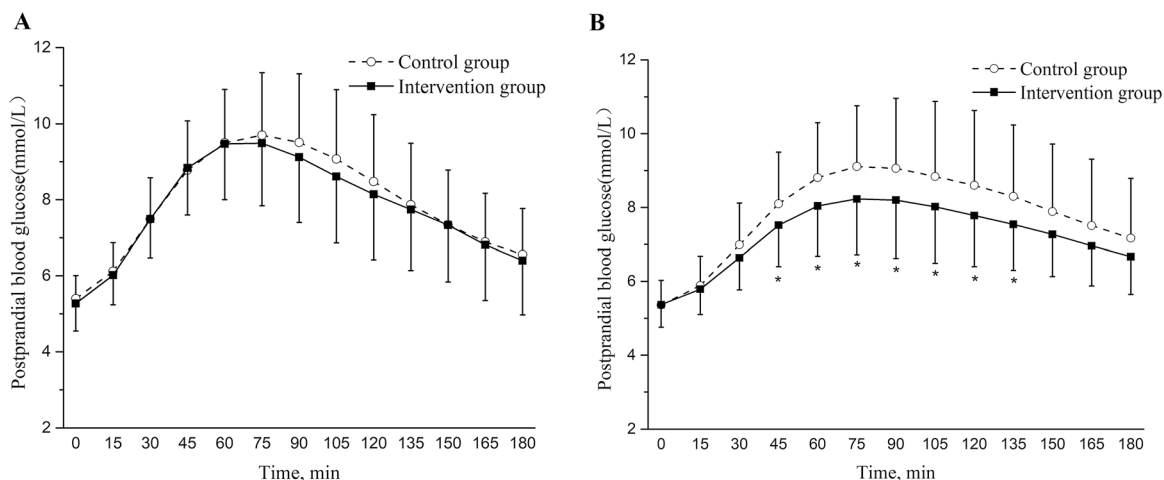 A
Postprandial blood glucose(mmol/L)
12
10
8
6
4
2
Control group
Intervention group
0 15 30 45 60 75 90 105 120 135 150 165 180
Time, min
B
Postprandial blood glucose(mmol/L)
12
10
8
6
4
2
Control group
Intervention group
* * * * * * *
0 15 30 45 60 75 90 105 120 135 150 165 180
Time, min